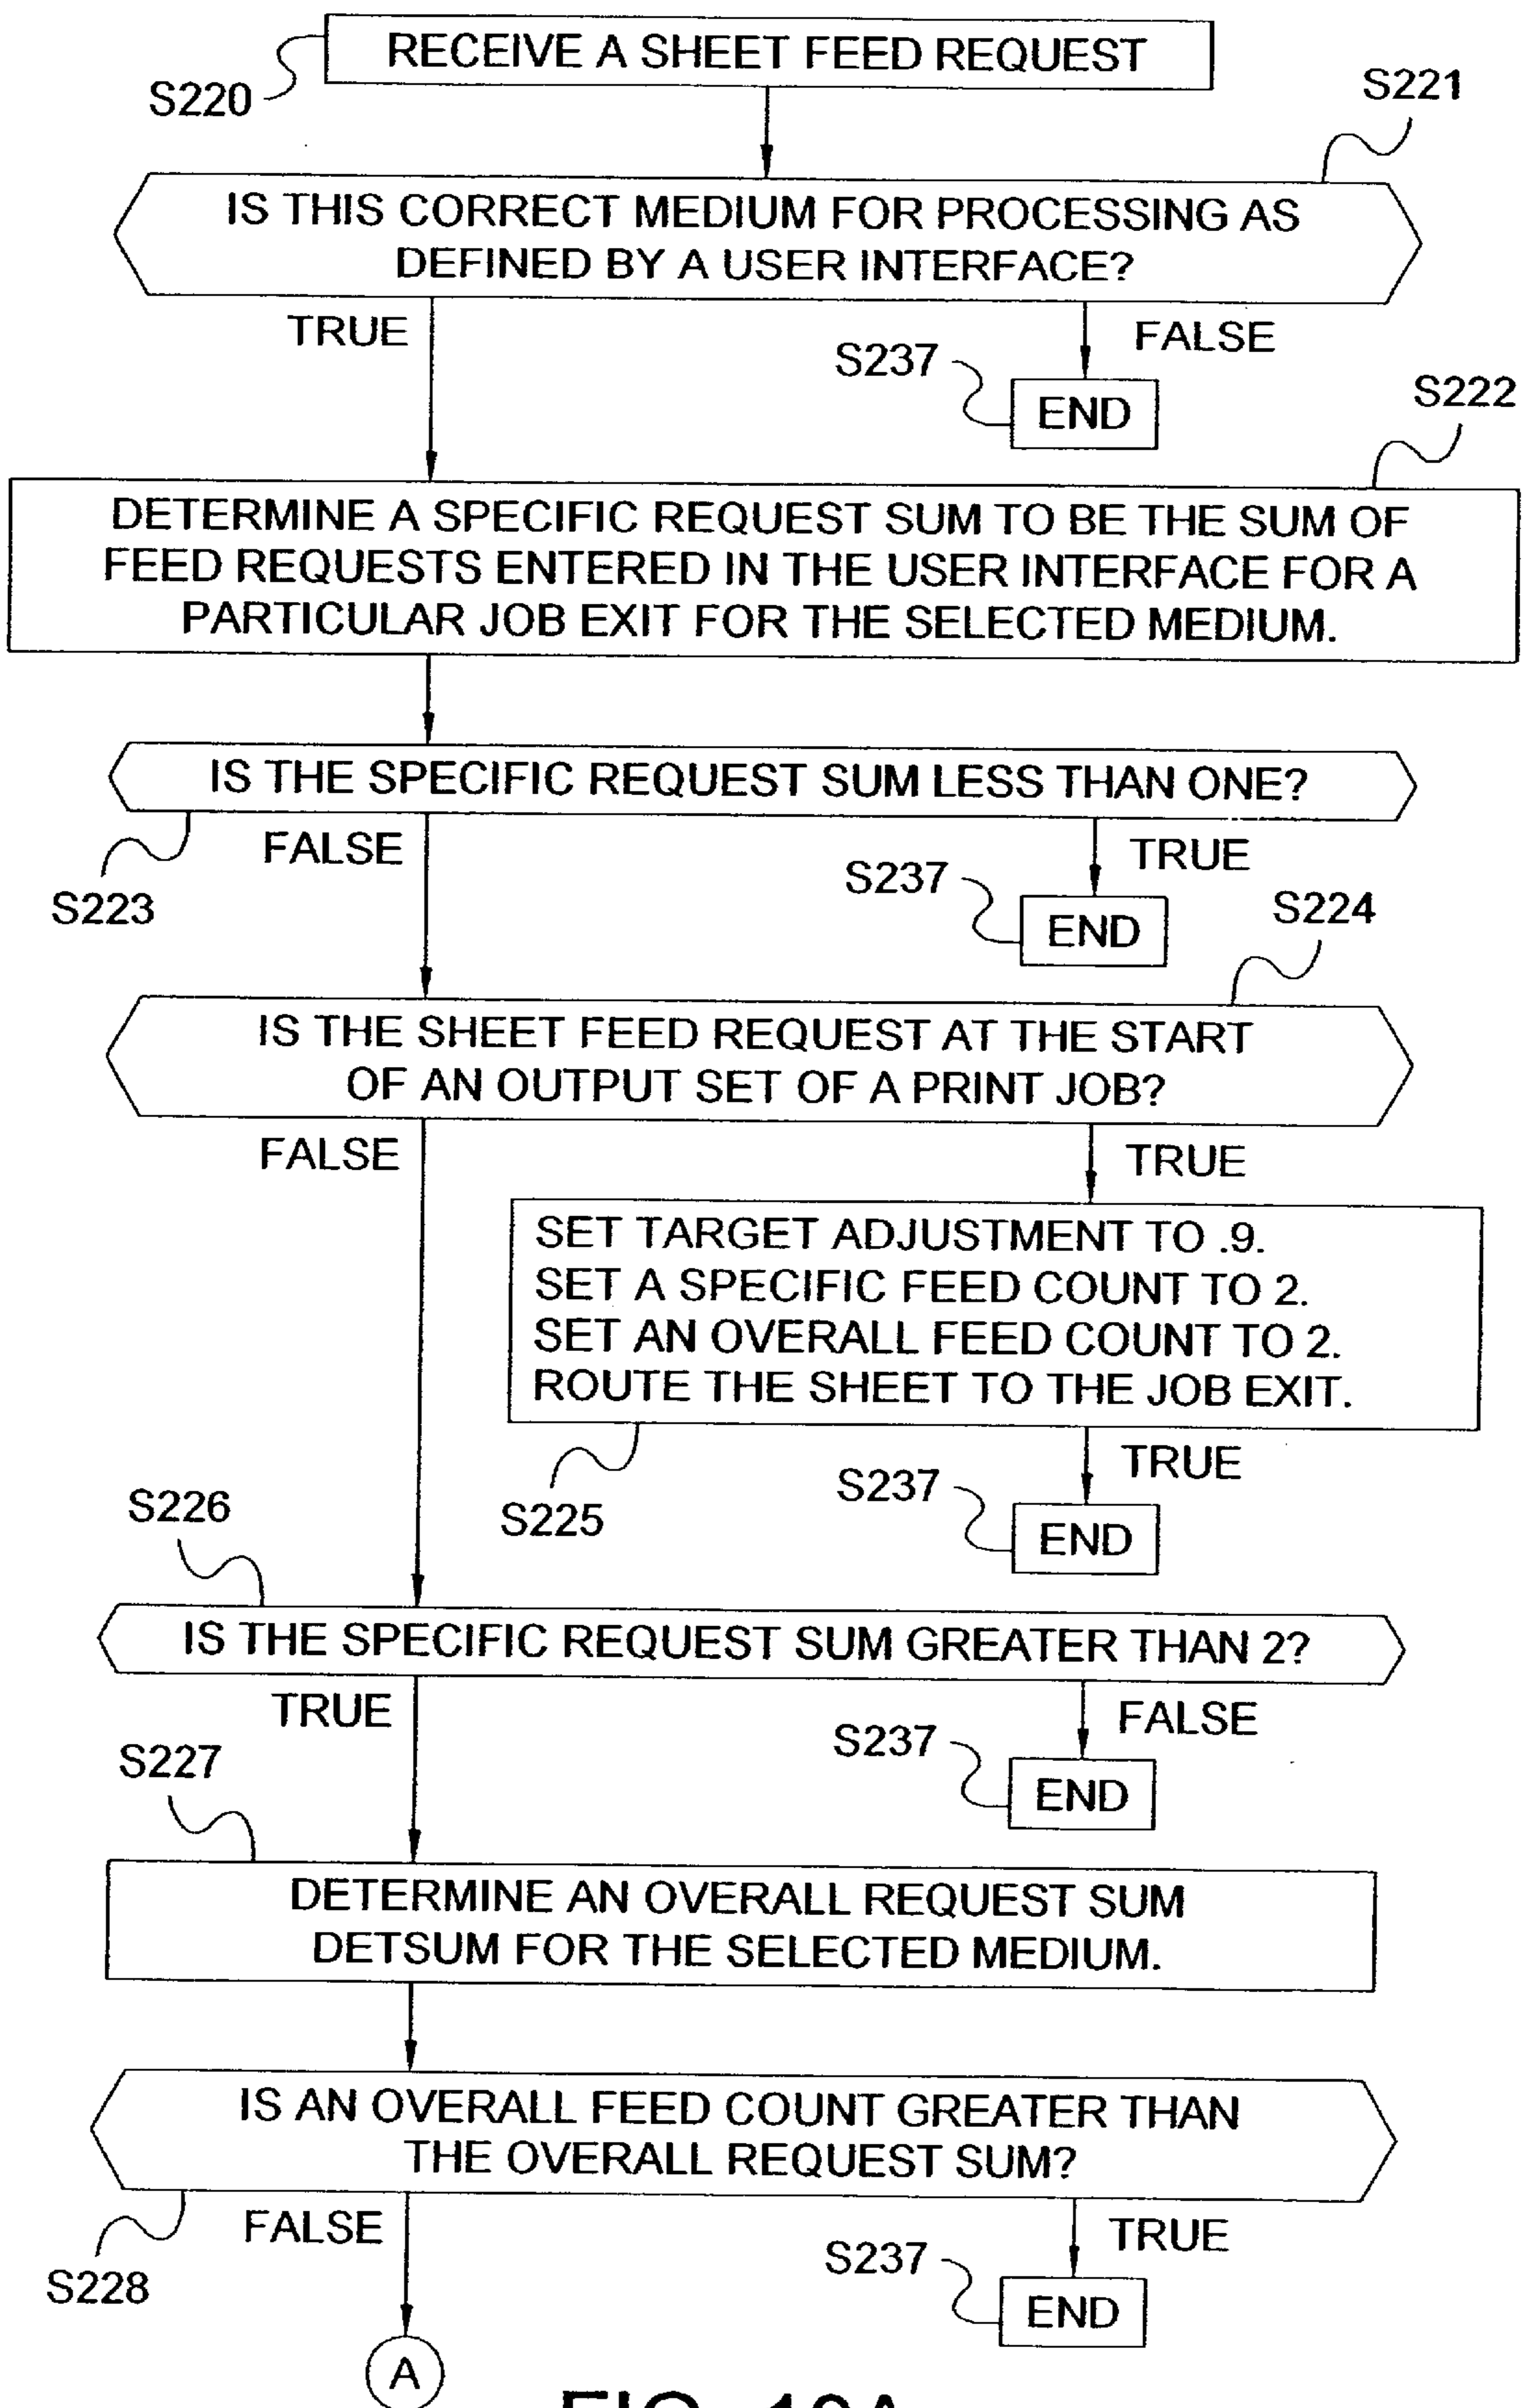 RECEIVE A SHEET FEED REQUEST
S220
S221
IS THIS CORRECT MEDIUM FOR PROCESSING AS
DEFINED BY A USER INTERFACE?
TRUE
FALSE
S237
END
S222
DETERMINE A SPECIFIC REQUEST SUM TO BE THE SUM OF
FEED REQUESTS ENTERED IN THE USER INTERFACE FOR A
PARTICULAR JOB EXIT FOR THE SELECTED MEDIUM.
IS THE SPECIFIC REQUEST SUM LESS THAN ONE?
S223
FALSE
TRUE
S237
END
S224
IS THE SHEET FEED REQUEST AT THE START
OF AN OUTPUT SET OF A PRINT JOB?
FALSE
TRUE
SET TARGET ADJUSTMENT TO .9.
SET A SPECIFIC FEED COUNT TO 2.
SET AN OVERALL FEED COUNT TO 2.
ROUTE THE SHEET TO THE JOB EXIT.
S225
TRUE
S237
END
S226
IS THE SPECIFIC REQUEST SUM GREATER THAN 2?
TRUE
FALSE
S237
END
S227
DETERMINE AN OVERALL REQUEST SUM
DETSUM FOR THE SELECTED MEDIUM.
IS AN OVERALL FEED COUNT GREATER THAN
THE OVERALL REQUEST SUM?
S228
FALSE
TRUE
S237
END
A